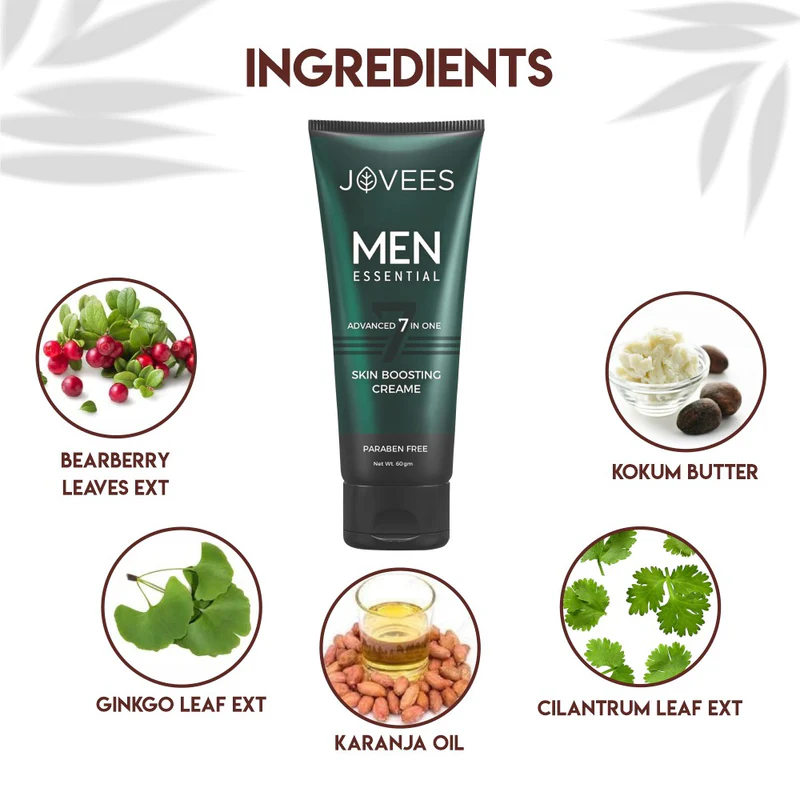 INGREDIENTS
JOVEES
MEN
ESSENTIAL
7
ADVANCED 7 IN ONE
SKIN BOOSTING
CREAME
PARABEN FREE
Net Wt. 60gm
BEARBERRY
LEAVES EXT
KOKUM BUTTER
GINKGO LEAF EXT
KARANJA OIL
CILANTRUM LEAF EXT